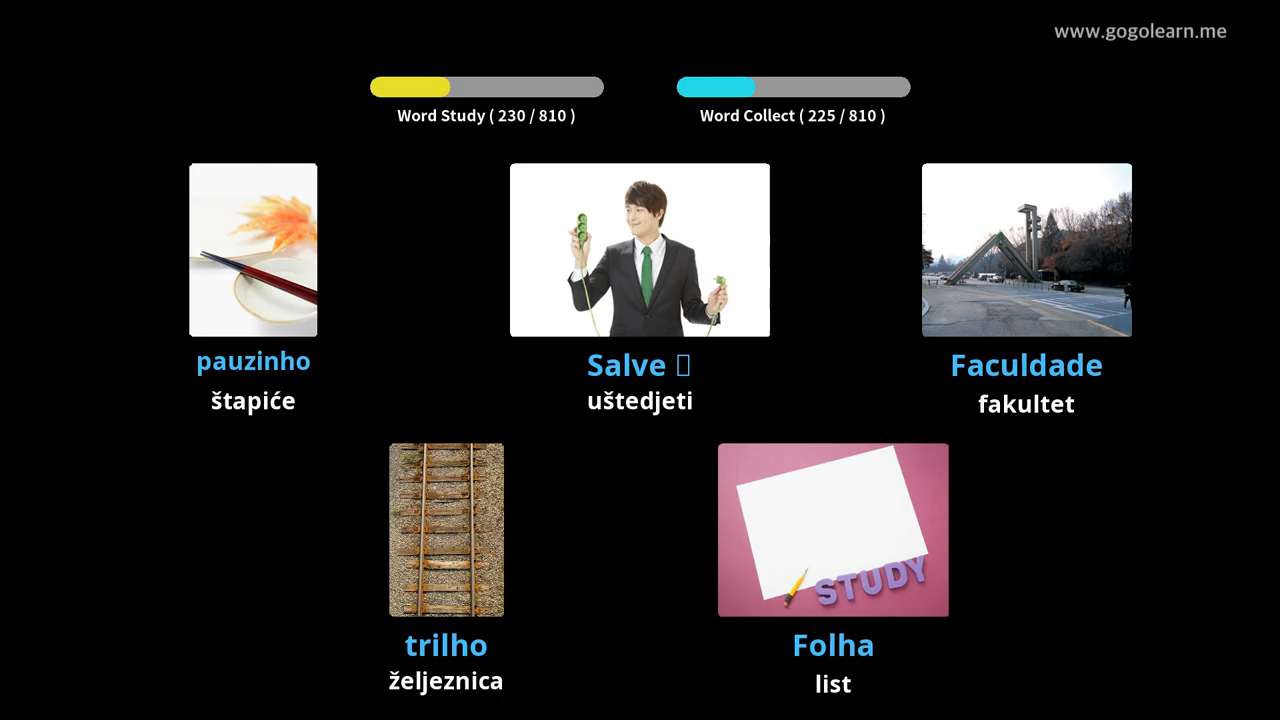 www.gogolearn.me
Word Study ( 230 / 810 )
Word Collect ( 225 / 810 )
pauzinho
štapiće
Salve
uštedjeti
Faculdade
fakultet
trilho
željeznica
STUDY
Folha
list